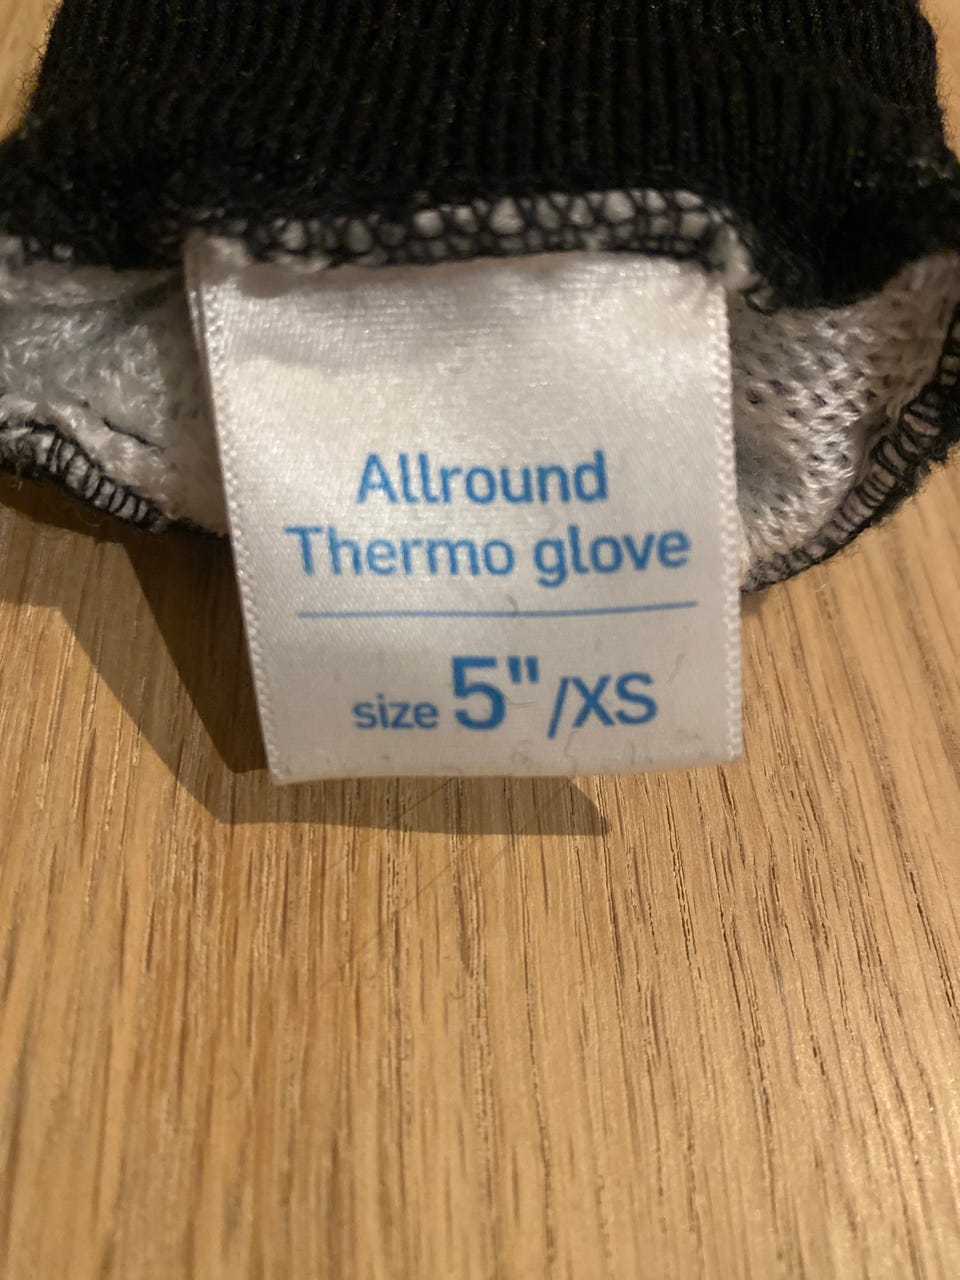 Allround
Thermo glove
size 5"/XS